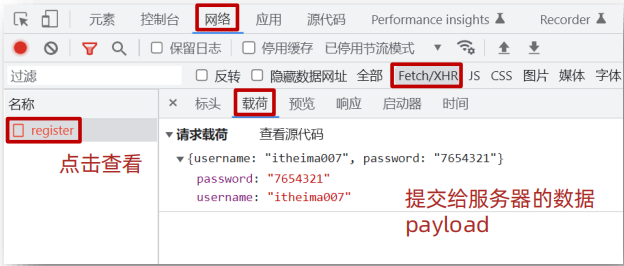 元素 控制台 网络 应用 源代码 Performance insights Recorder
保留日志 停用缓存 已停用节流模式
过滤 反转 隐藏数据网址 全部 Fetch/XHR JS CSS 图片 媒体 字体
名称 × 标头 载荷 预览 响应 启动器 时间
register
点击查看
请求载荷 查看源代码
{username: "itheima007", password: "7654321"}
password: "7654321"
username: "itheima007"
提交给服务器的数据
payload